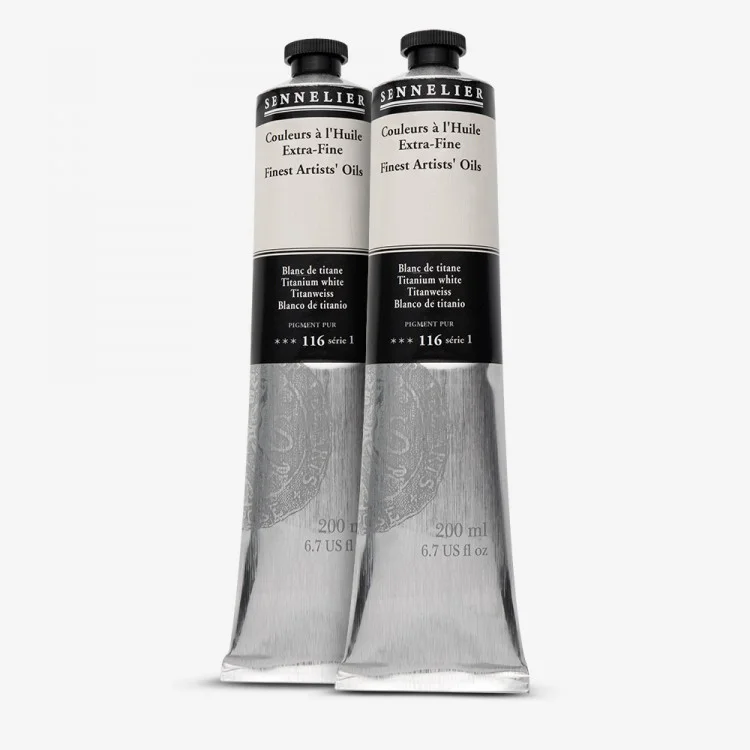 SENNELIER
Couleurs à l'Huile
Extra-Fine
Finest Artists' Oils
Blanc de titane
Titanium white
Titanweiss
Blanco de titanio
PIGMENT PUR
*** 116 série 1
200 m
6.7 US fl
SENNELIER
Couleurs à l'Huile
Extra-Fine
Finest Artists' Oils
Blanc de titane
Titanium white
Titanweiss
Blanco de titanio
PIGMENT PUR
*** 116 série 1
200 ml
6.7 US fl oz